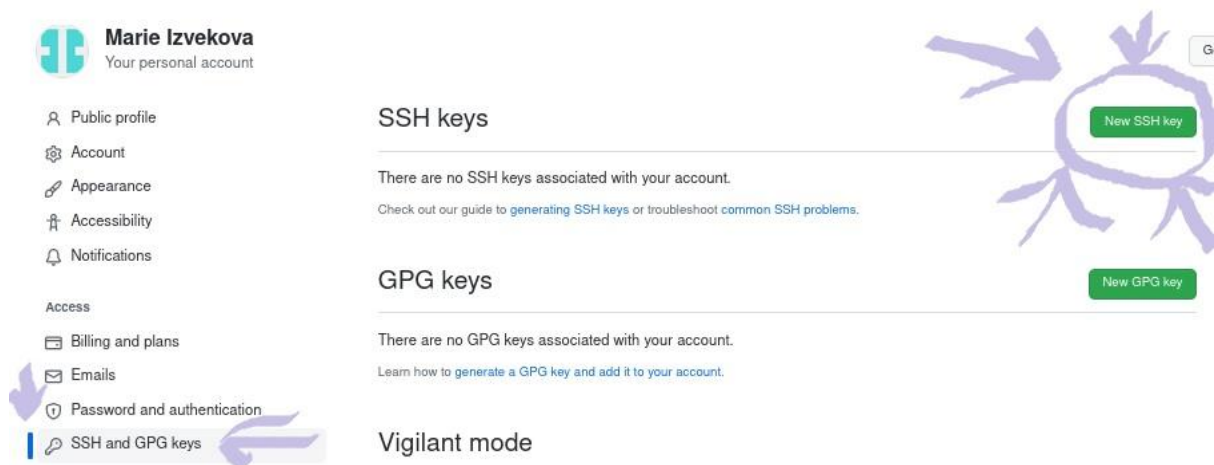 Marie Izvekova
Your personal account
Public profile
Account
Appearance
Accessibility
Notifications
Access
Billing and plans
Emails
Password and authentication
SSH and GPG keys
G
SSH keys
New SSH key
There are no SSH keys associated with your account.
Check out our guide to generating SSH keys or troubleshoot common SSH problems.
GPG keys
New GPG key
There are no GPG keys associated with your account.
Learn how to generate a GPG key and add it to your account.
Vigilant mode